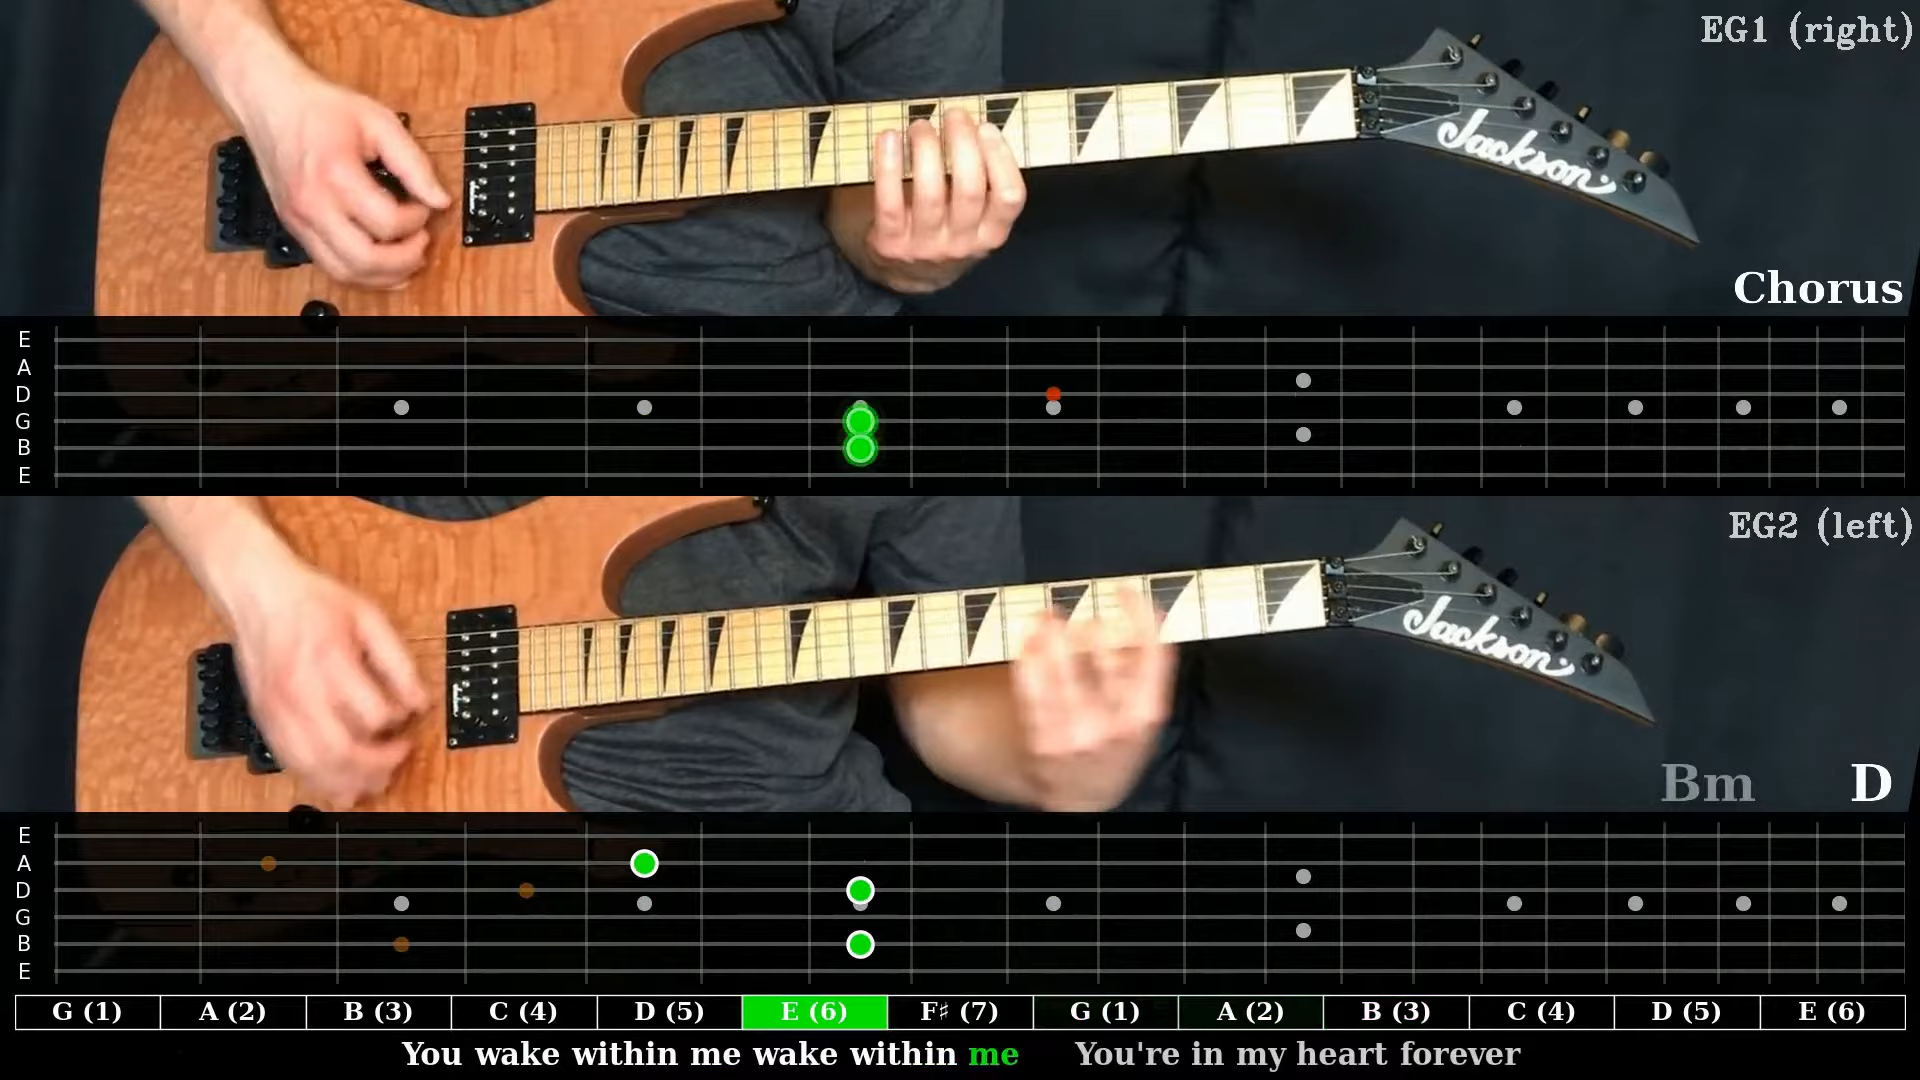 EG1 (right)
Jackson
Chorus
E
A
D
G
B
E
EG2 (left)
Jackson
Bm D
E
A
D
G
B
E
G (1) A (2) B (3) C (4) D (5) E (6) F♯ (7) G (1) A (2) B (3) C (4) D (5) E (6)
You wake within me wake within me You're in my heart forever